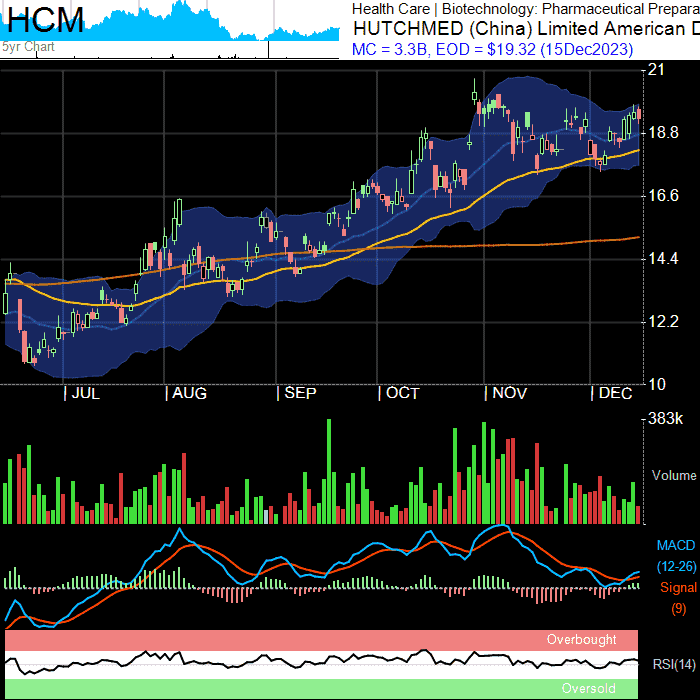 HCM
5yr Chart
Health Care | Biotechnology: Pharmaceutical Prepara
HUTCHMED (China) Limited American D
MC = 3.3B, EOD = $19.32 (15Dec2023)
21
18.8
16.6
14.4
12.2
10
| JUL | AUG | SEP | OCT | NOV | DEC
383k
Volume
MACD
(12-26)
Signal
(9)
Overbought
RSI(14)
Oversold